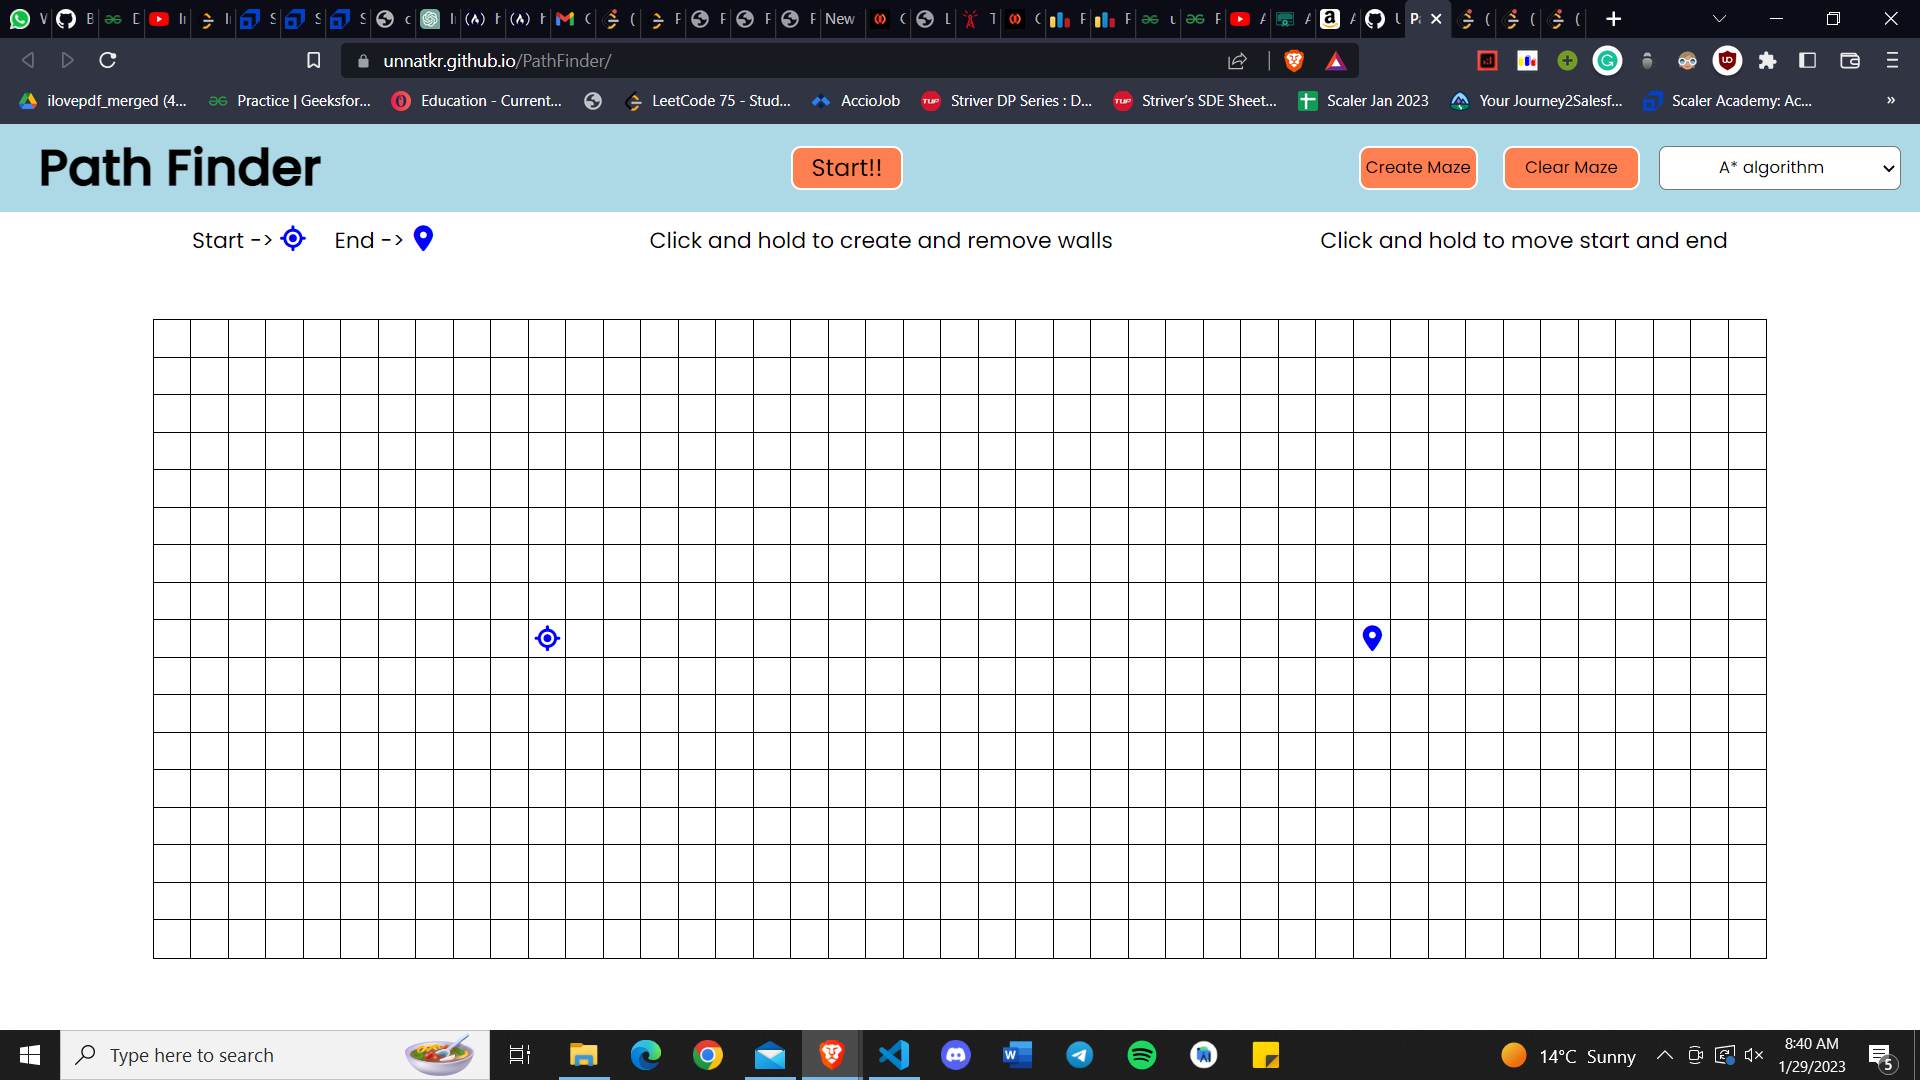 New
unnatkr.github.io/PathFinder/
ilovepdf_merged (4...
Practice | Geeksfor...
Education - Current...
LeetCode 75 - Stud...
AccioJob
Striver DP Series : D...
Striver's SDE Sheet...
Scaler Jan 2023
Your Journey2Salesf...
Scaler Academy: Ac...
»
Path Finder
Start!!
Create Maze
Clear Maze
A* algorithm
Start ->
End ->
Click and hold to create and remove walls
Click and hold to move start and end
Type here to search
14°C Sunny
8:40 AM
1/29/2023
5